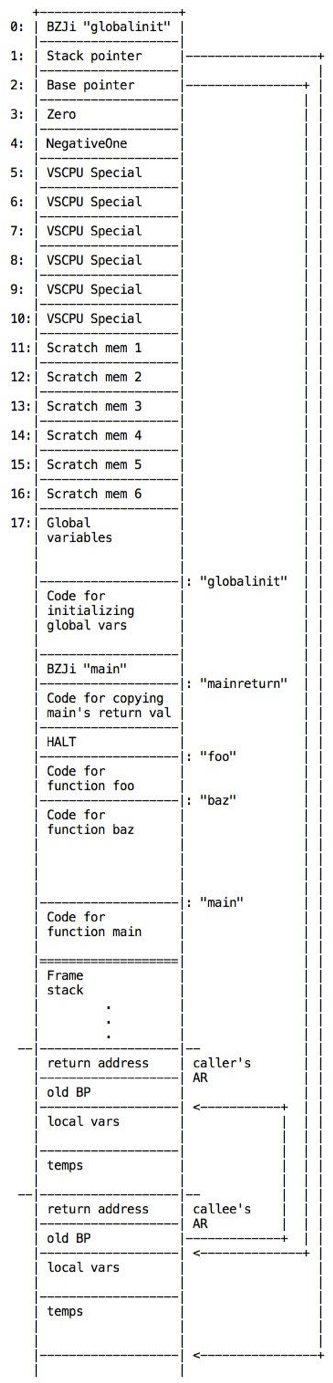 0: BZJi "globalinit"
1: Stack pointer
2: Base pointer
3: Zero
4: NegativeOne
5: VSCPU Special
6: VSCPU Special
7: VSCPU Special
8: VSCPU Special
9: VSCPU Special
10: VSCPU Special
11: Scratch mem 1
12: Scratch mem 2
13: Scratch mem 3
14: Scratch mem 4
15: Scratch mem 5
16: Scratch mem 6
17: Global
variables
: "globalinit"
Code for
initializing
global vars
BZJi "main"
: "mainreturn"
Code for copying
main's return val
HALT
: "foo"
Code for
function foo
: "baz"
Code for
function baz
: "main"
Code for
function main
Frame
stack
.
.
.
return address caller's
AR
old BP
local vars
temps
return address callee's
AR
old BP
local vars
temps